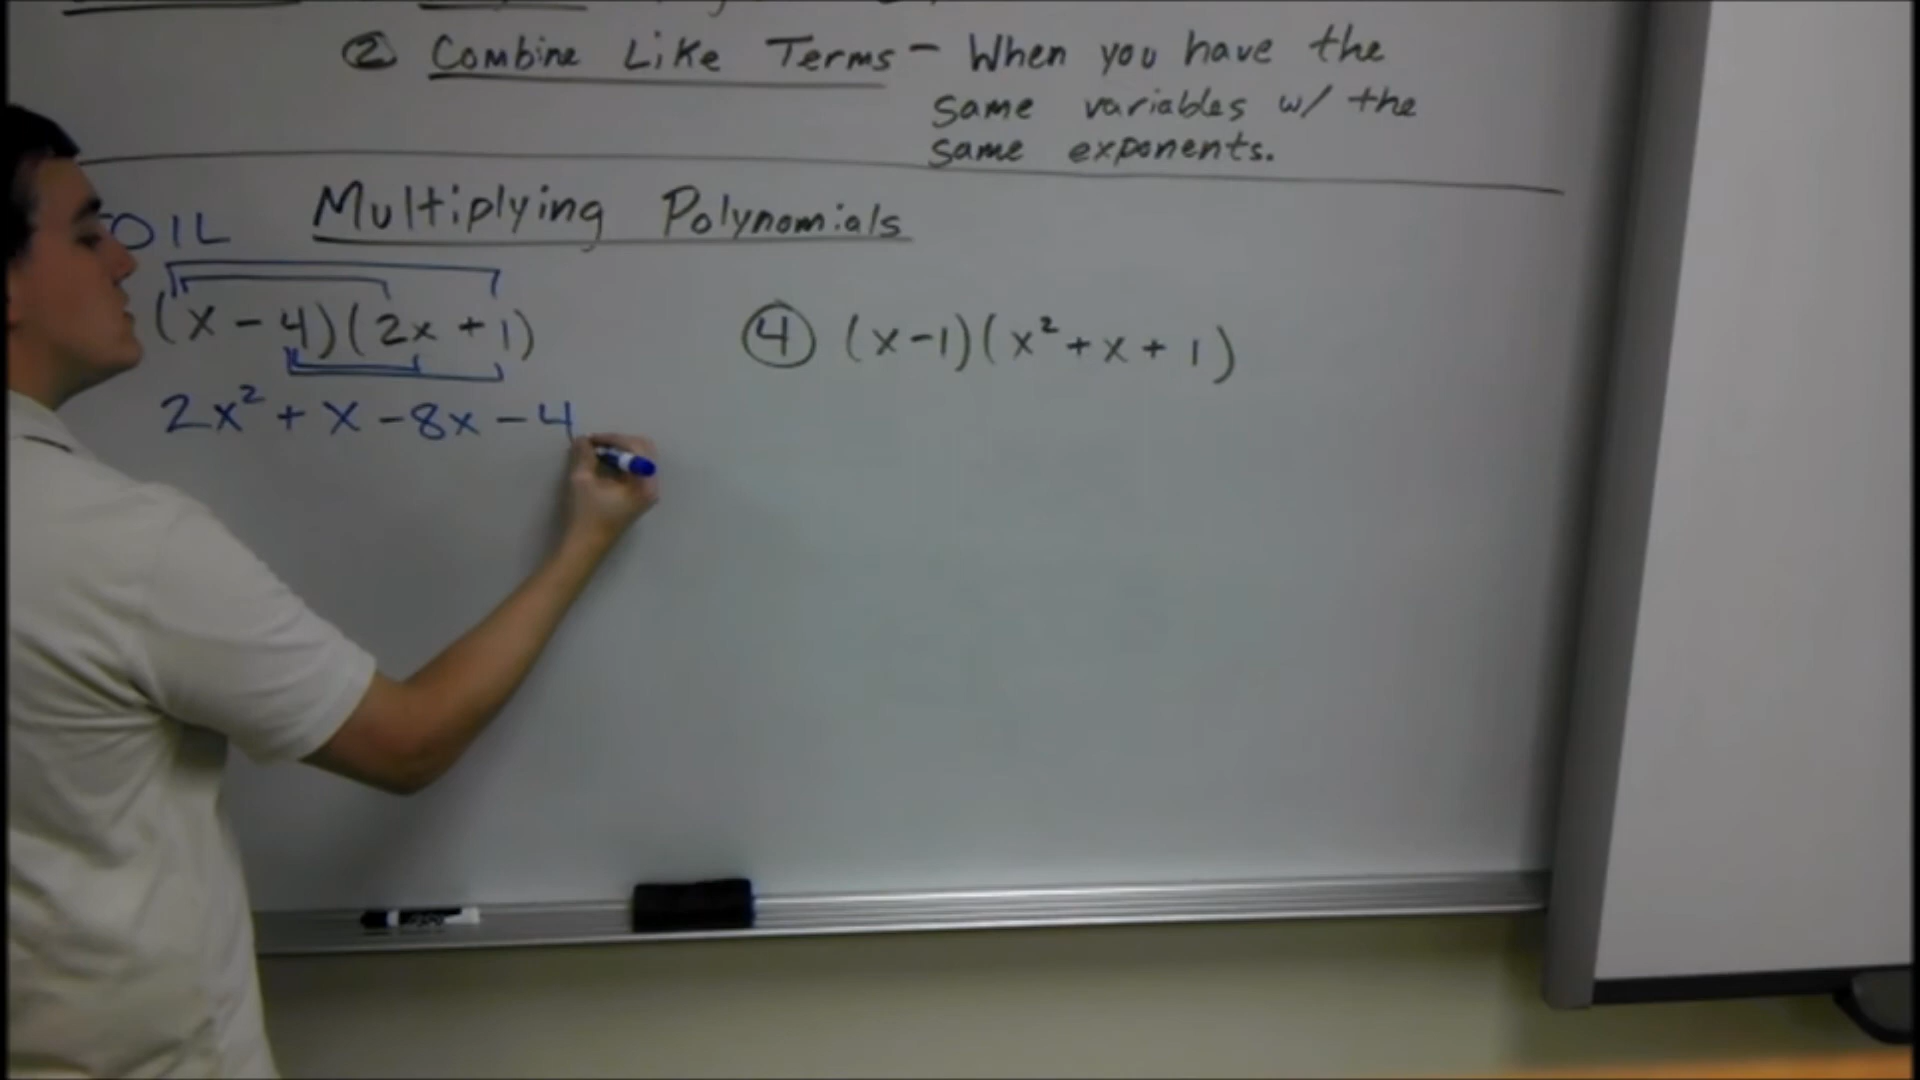 ② Combine Like Terms - When you have the
same variables w/ the
same exponents.
FOIL Multiplying Polynomials
(x - 4)(2x + 1)
2x² + x - 8x - 4
④ (x-1)(x² + x + 1)